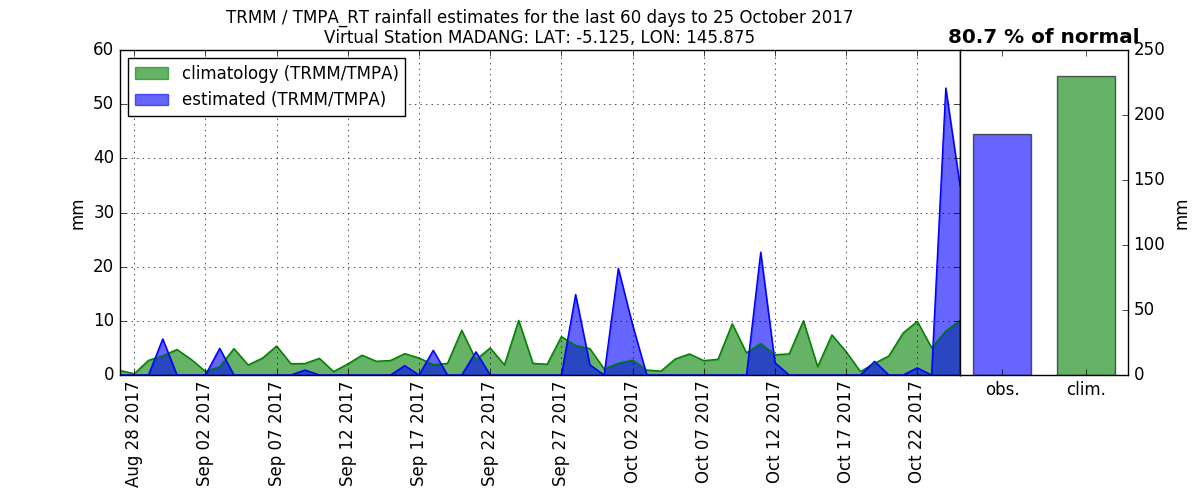 TRMM / TMPA_RT rainfall estimates for the last 60 days to 25 October 2017
Virtual Station MADANG: LAT: -5.125, LON: 145.875
80.7 % of normal
climatology (TRMM/TMPA)
estimated (TRMM/TMPA)
60
50
40
30
20
10
0
mm
Aug 28 2017
Sep 02 2017
Sep 07 2017
Sep 12 2017
Sep 17 2017
Sep 22 2017
Sep 27 2017
Oct 02 2017
Oct 07 2017
Oct 12 2017
Oct 17 2017
Oct 22 2017
obs.
clim.
250
200
150
100
50
0
mm